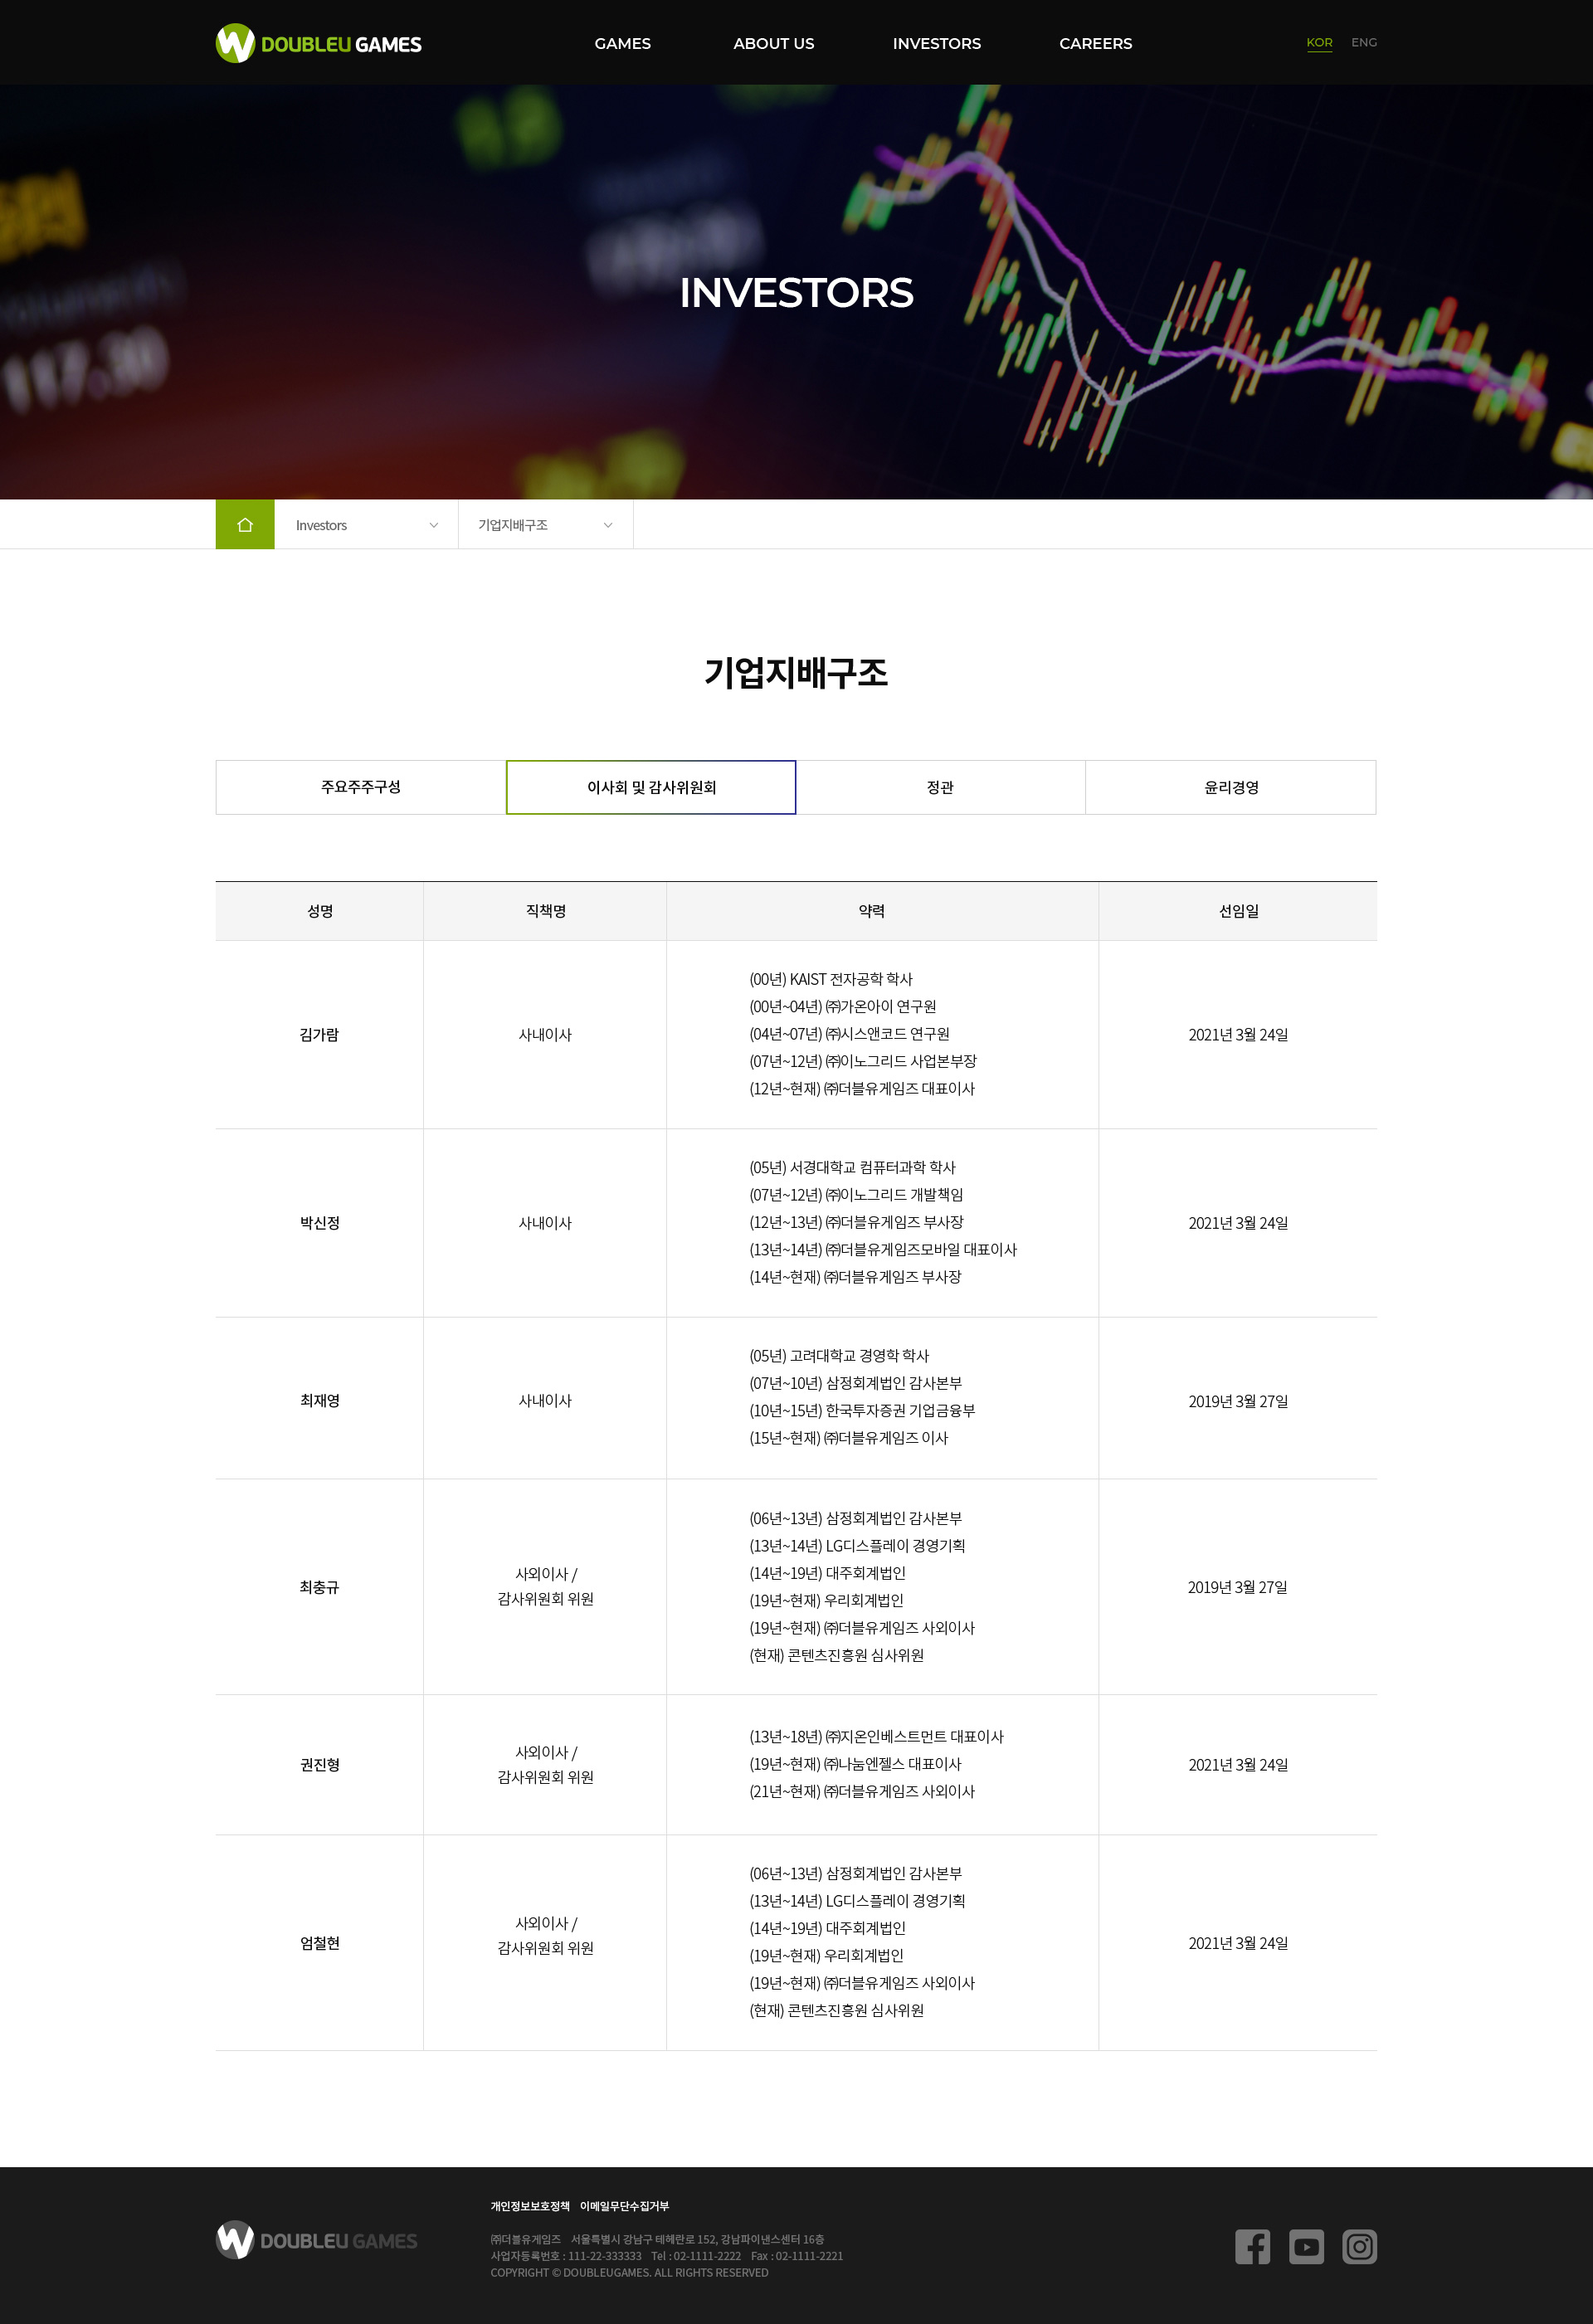 DOUBLEU GAMES
GAMES
ABOUT US
INVESTORS
CAREERS
KOR
ENG
117.30
INVESTORS
Investors
기업지배구조
기업지배구조
주요주주구성
이사회 및 감사위원회
정관
윤리경영
성명
직책명
약력
선임일
김가람
사내이사
(00년) KAIST 전자공학 학사
(00년~04년) ㈜가온아이 연구원
(04년~07년) ㈜시스앤코드 연구원
(07년~12년) ㈜이노그리드 사업본부장
(12년~현재) ㈜더블유게임즈 대표이사
2021년 3월 24일
박신정
사내이사
(05년) 서경대학교 컴퓨터과학 학사
(07년~12년) ㈜이노그리드 개발책임
(12년~13년) ㈜더블유게임즈 부사장
(13년~14년) ㈜더블유게임즈모바일 대표이사
(14년~현재) ㈜더블유게임즈 부사장
2021년 3월 24일
최재영
사내이사
(05년) 고려대학교 경영학 학사
(07년~10년) 삼정회계법인 감사본부
(10년~15년) 한국투자증권 기업금융부
(15년~현재) ㈜더블유게임즈 이사
2019년 3월 27일
최충규
사외이사 /
감사위원회 위원
(06년~13년) 삼정회계법인 감사본부
(13년~14년) LG디스플레이 경영기획
(14년~19년) 대주회계법인
(19년~현재) 우리회계법인
(19년~현재) ㈜더블유게임즈 사외이사
(현재) 콘텐츠진흥원 심사위원
2019년 3월 27일
권진형
사외이사 /
감사위원회 위원
(13년~18년) ㈜지온인베스트먼트 대표이사
(19년~현재) ㈜나눔엔젤스 대표이사
(21년~현재) ㈜더블유게임즈 사외이사
2021년 3월 24일
엄철현
사외이사 /
감사위원회 위원
(06년~13년) 삼정회계법인 감사본부
(13년~14년) LG디스플레이 경영기획
(14년~19년) 대주회계법인
(19년~현재) 우리회계법인
(19년~현재) ㈜더블유게임즈 사외이사
(현재) 콘텐츠진흥원 심사위원
2021년 3월 24일
DOUBLEU GAMES
개인정보보호정책 이메일무단수집거부
㈜더블유게임즈 서울특별시 강남구 테헤란로 152, 강남파이낸스센터 16층
사업자등록번호 : 111-22-333333 Tel : 02-1111-2222 Fax : 02-1111-2221
COPYRIGHT © DOUBLEUGAMES. ALL RIGHTS RESERVED